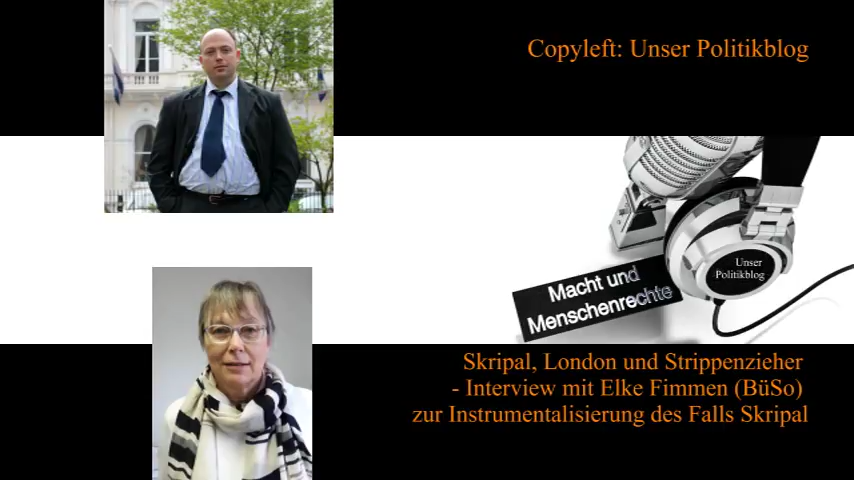 Copyleft: Unser Politikblog
Unser
Politikblog
Macht und
Menschenrechte
Skripal, London und Strippenzieher
- Interview mit Elke Fimmen (BüSo)
zur Instrumentalisierung des Falls Skripal